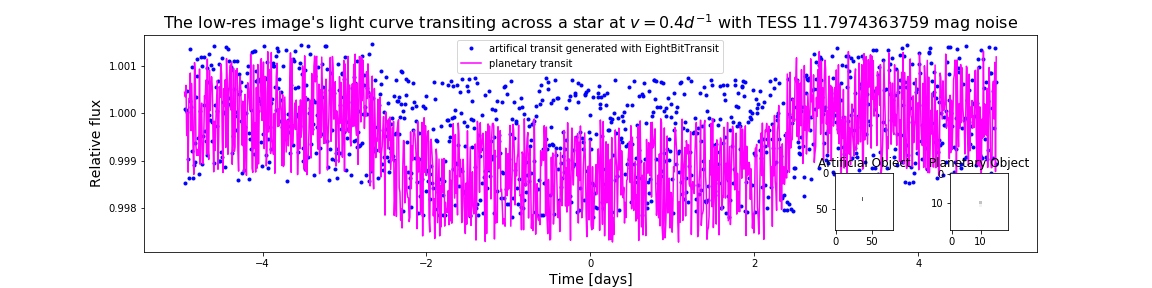 The low-res image's light curve transiting across a star at v = 0.4d⁻¹ with TESS 11.7974363759 mag noise
artifical transit generated with EightBitTransit
planetary transit
Relative flux
1.001
1.000
0.999
0.998
Artificial Object
0
50
0 50
Planetary Object
0
10
0 10
−4 −2 0 2 4
Time [days]